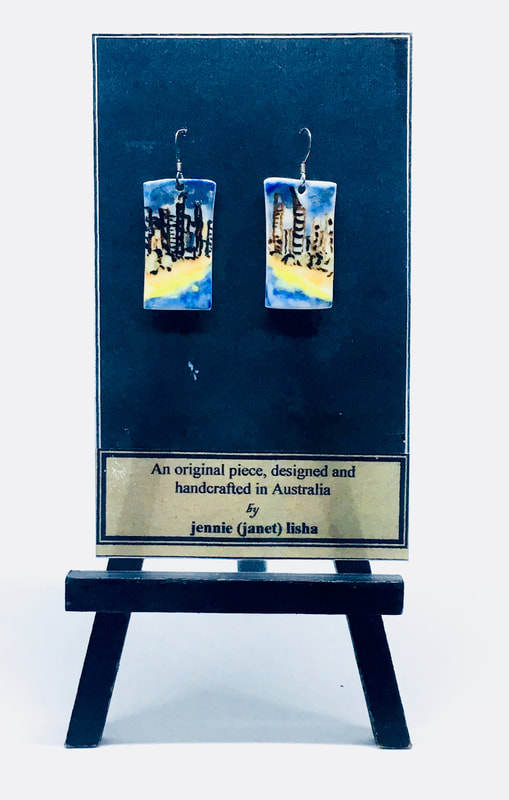 An original piece, designed and
handcrafted in Australia
by
jennie (janet) lisha